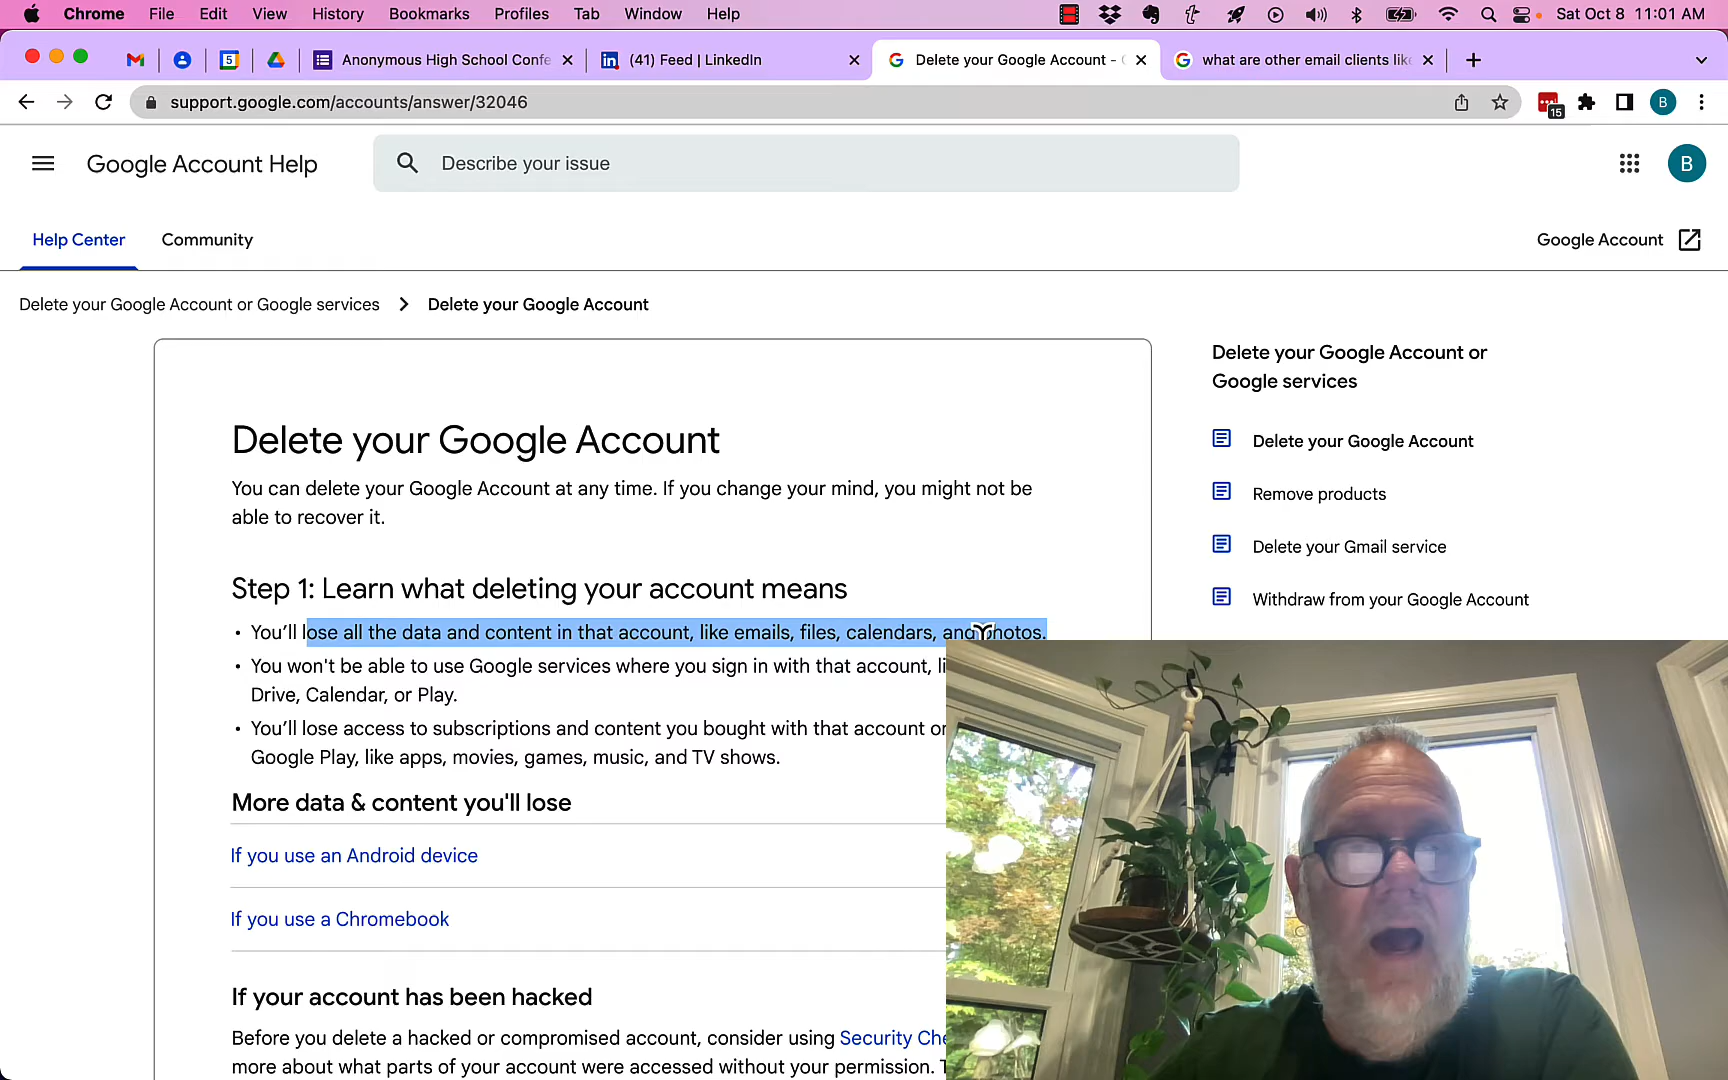 Chrome File Edit View History Bookmarks Profiles Tab Window Help Sat Oct 8 11:01 AM
5 Anonymous High School Confe (41) Feed | LinkedIn Delete your Google Account - what are other email clients lik
support.google.com/accounts/answer/32046 15 B
Google Account Help Describe your issue B
Help Center Community Google Account
Delete your Google Account or Google services > Delete your Google Account
Delete your Google Account or
Google services
Delete your Google Account
Remove products
Delete your Gmail service
Withdraw from your Google Account
Delete your Google Account
You can delete your Google Account at any time. If you change your mind, you might not be
able to recover it.
Step 1: Learn what deleting your account means
• You'll lose all the data and content in that account, like emails, files, calendars, and photos.
• You won't be able to use Google services where you sign in with that account, li
Drive, Calendar, or Play.
• You'll lose access to subscriptions and content you bought with that account or
Google Play, like apps, movies, games, music, and TV shows.
More data & content you'll lose
If you use an Android device
If you use a Chromebook
If your account has been hacked
Before you delete a hacked or compromised account, consider using Security Che
more about what parts of your account were accessed without your permission. T